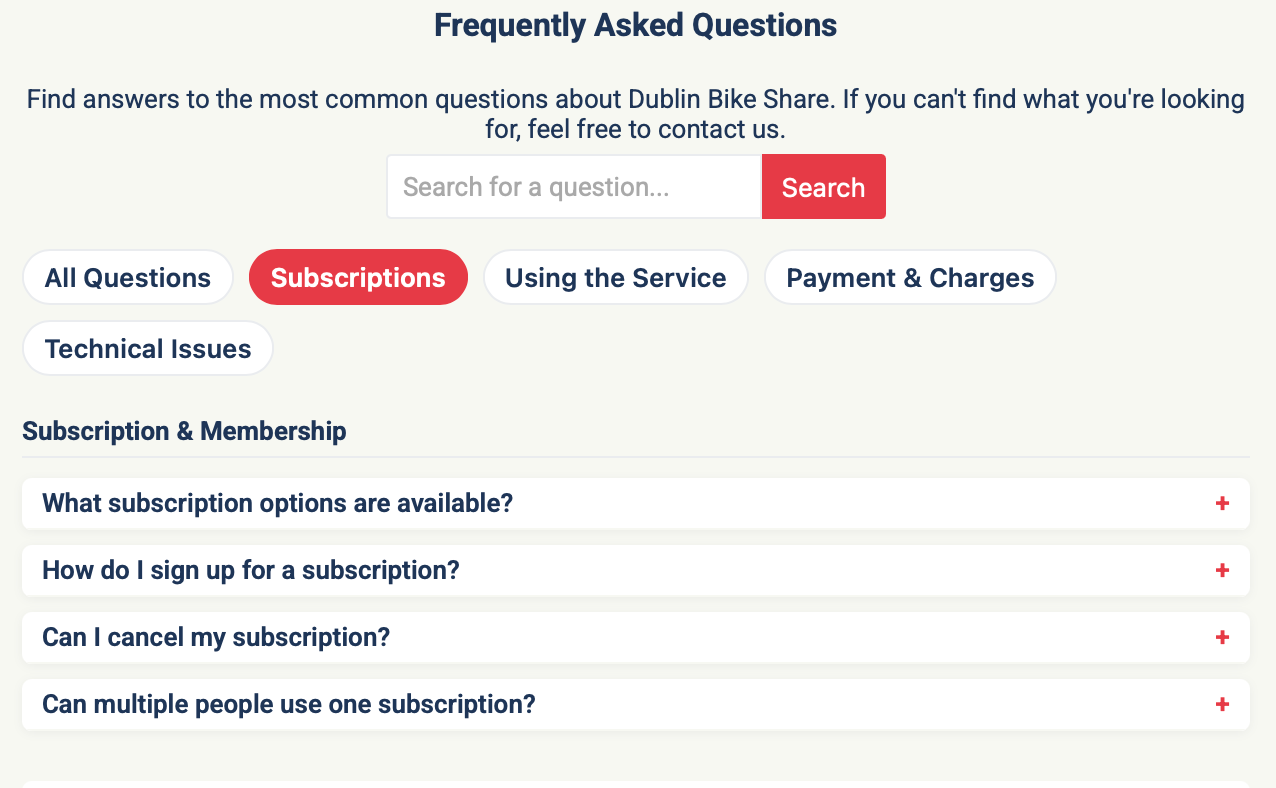 Frequently Asked Questions
Find answers to the most common questions about Dublin Bike Share. If you can't find what you're looking
for, feel free to contact us.
Search for a question...
Search
All Questions
Subscriptions
Using the Service
Payment & Charges
Technical Issues
Subscription & Membership
What subscription options are available?
+
How do I sign up for a subscription?
+
Can I cancel my subscription?
+
Can multiple people use one subscription?
+